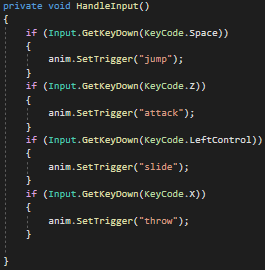 private void HandleInput()
{
if (Input.GetKeyDown(KeyCode.Space))
{
anim.SetTrigger("jump");
}
if (Input.GetKeyDown(KeyCode.Z))
{
anim.SetTrigger("attack");
}
if (Input.GetKeyDown(KeyCode.LeftControl))
{
anim.SetTrigger("slide");
}
if (Input.GetKeyDown(KeyCode.X))
{
anim.SetTrigger("throw");
}
}